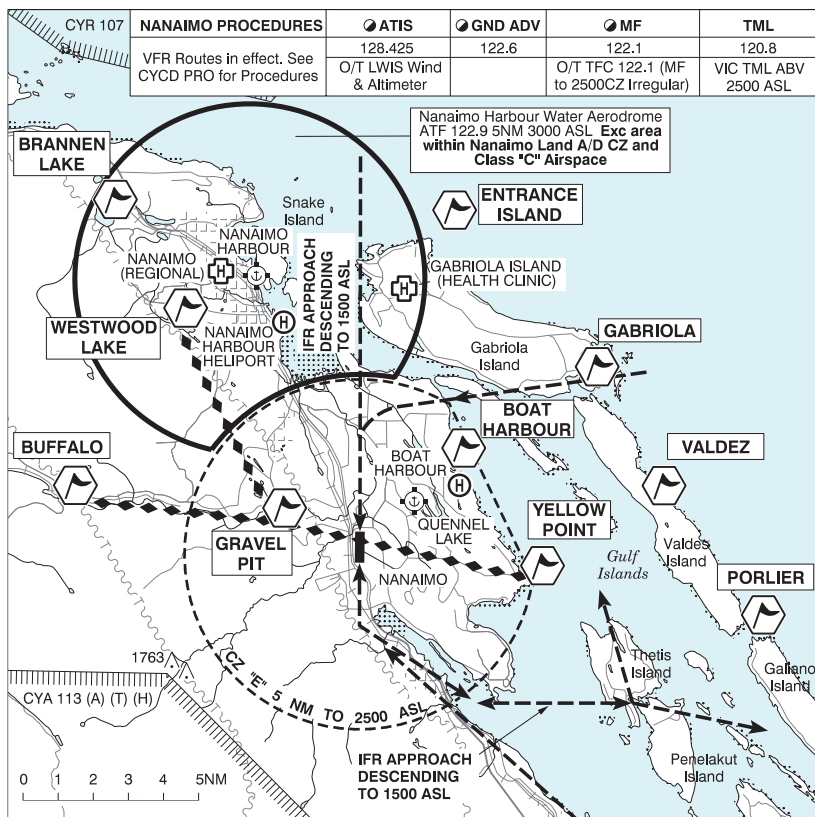 CYR 107
NANAIMO PROCEDURES
ATIS
GND ADV
MF
TML
VFR Routes in effect. See
CYCD PRO for Procedures
128.425
122.6
122.1
120.8
O/T LWIS Wind
& Altimeter
O/T TFC 122.1 (MF
to 2500CZ Irregular)
VIC TML ABV
2500 ASL
Nanaimo Harbour Water Aerodrome
ATF 122.9 5NM 3000 ASL Exc area
within Nanaimo Land A/D CZ and
Class "C" Airspace
BRANNEN
LAKE
Snake
Island
ENTRANCE
ISLAND
NANAIMO
HARBOUR
NANAIMO
(REGIONAL)
H
IFR APPROACH
DESCENDING
TO 1500 ASL
H
GABRIOLA ISLAND
(HEALTH CLINIC)
WESTWOOD
LAKE
H
NANAIMO
HARBOUR
HELIPORT
GABRIOLA
Gabriola
Island
BOAT
HARBOUR
BUFFALO
BOAT
HARBOUR
H
VALDEZ
QUENNEL
LAKE
YELLOW
POINT
GRAVEL
PIT
NANAIMO
Gulf
Islands
Valdes
Island
PORLIER
1763
CZ "E" 5 NM TO 2500 ASL
Thetis
Island
Galiano
Island
CYA 113 (A) (T) (H)
IFR APPROACH
DESCENDING
TO 1500 ASL
Penelakut
Island
0 1 2 3 4 5NM